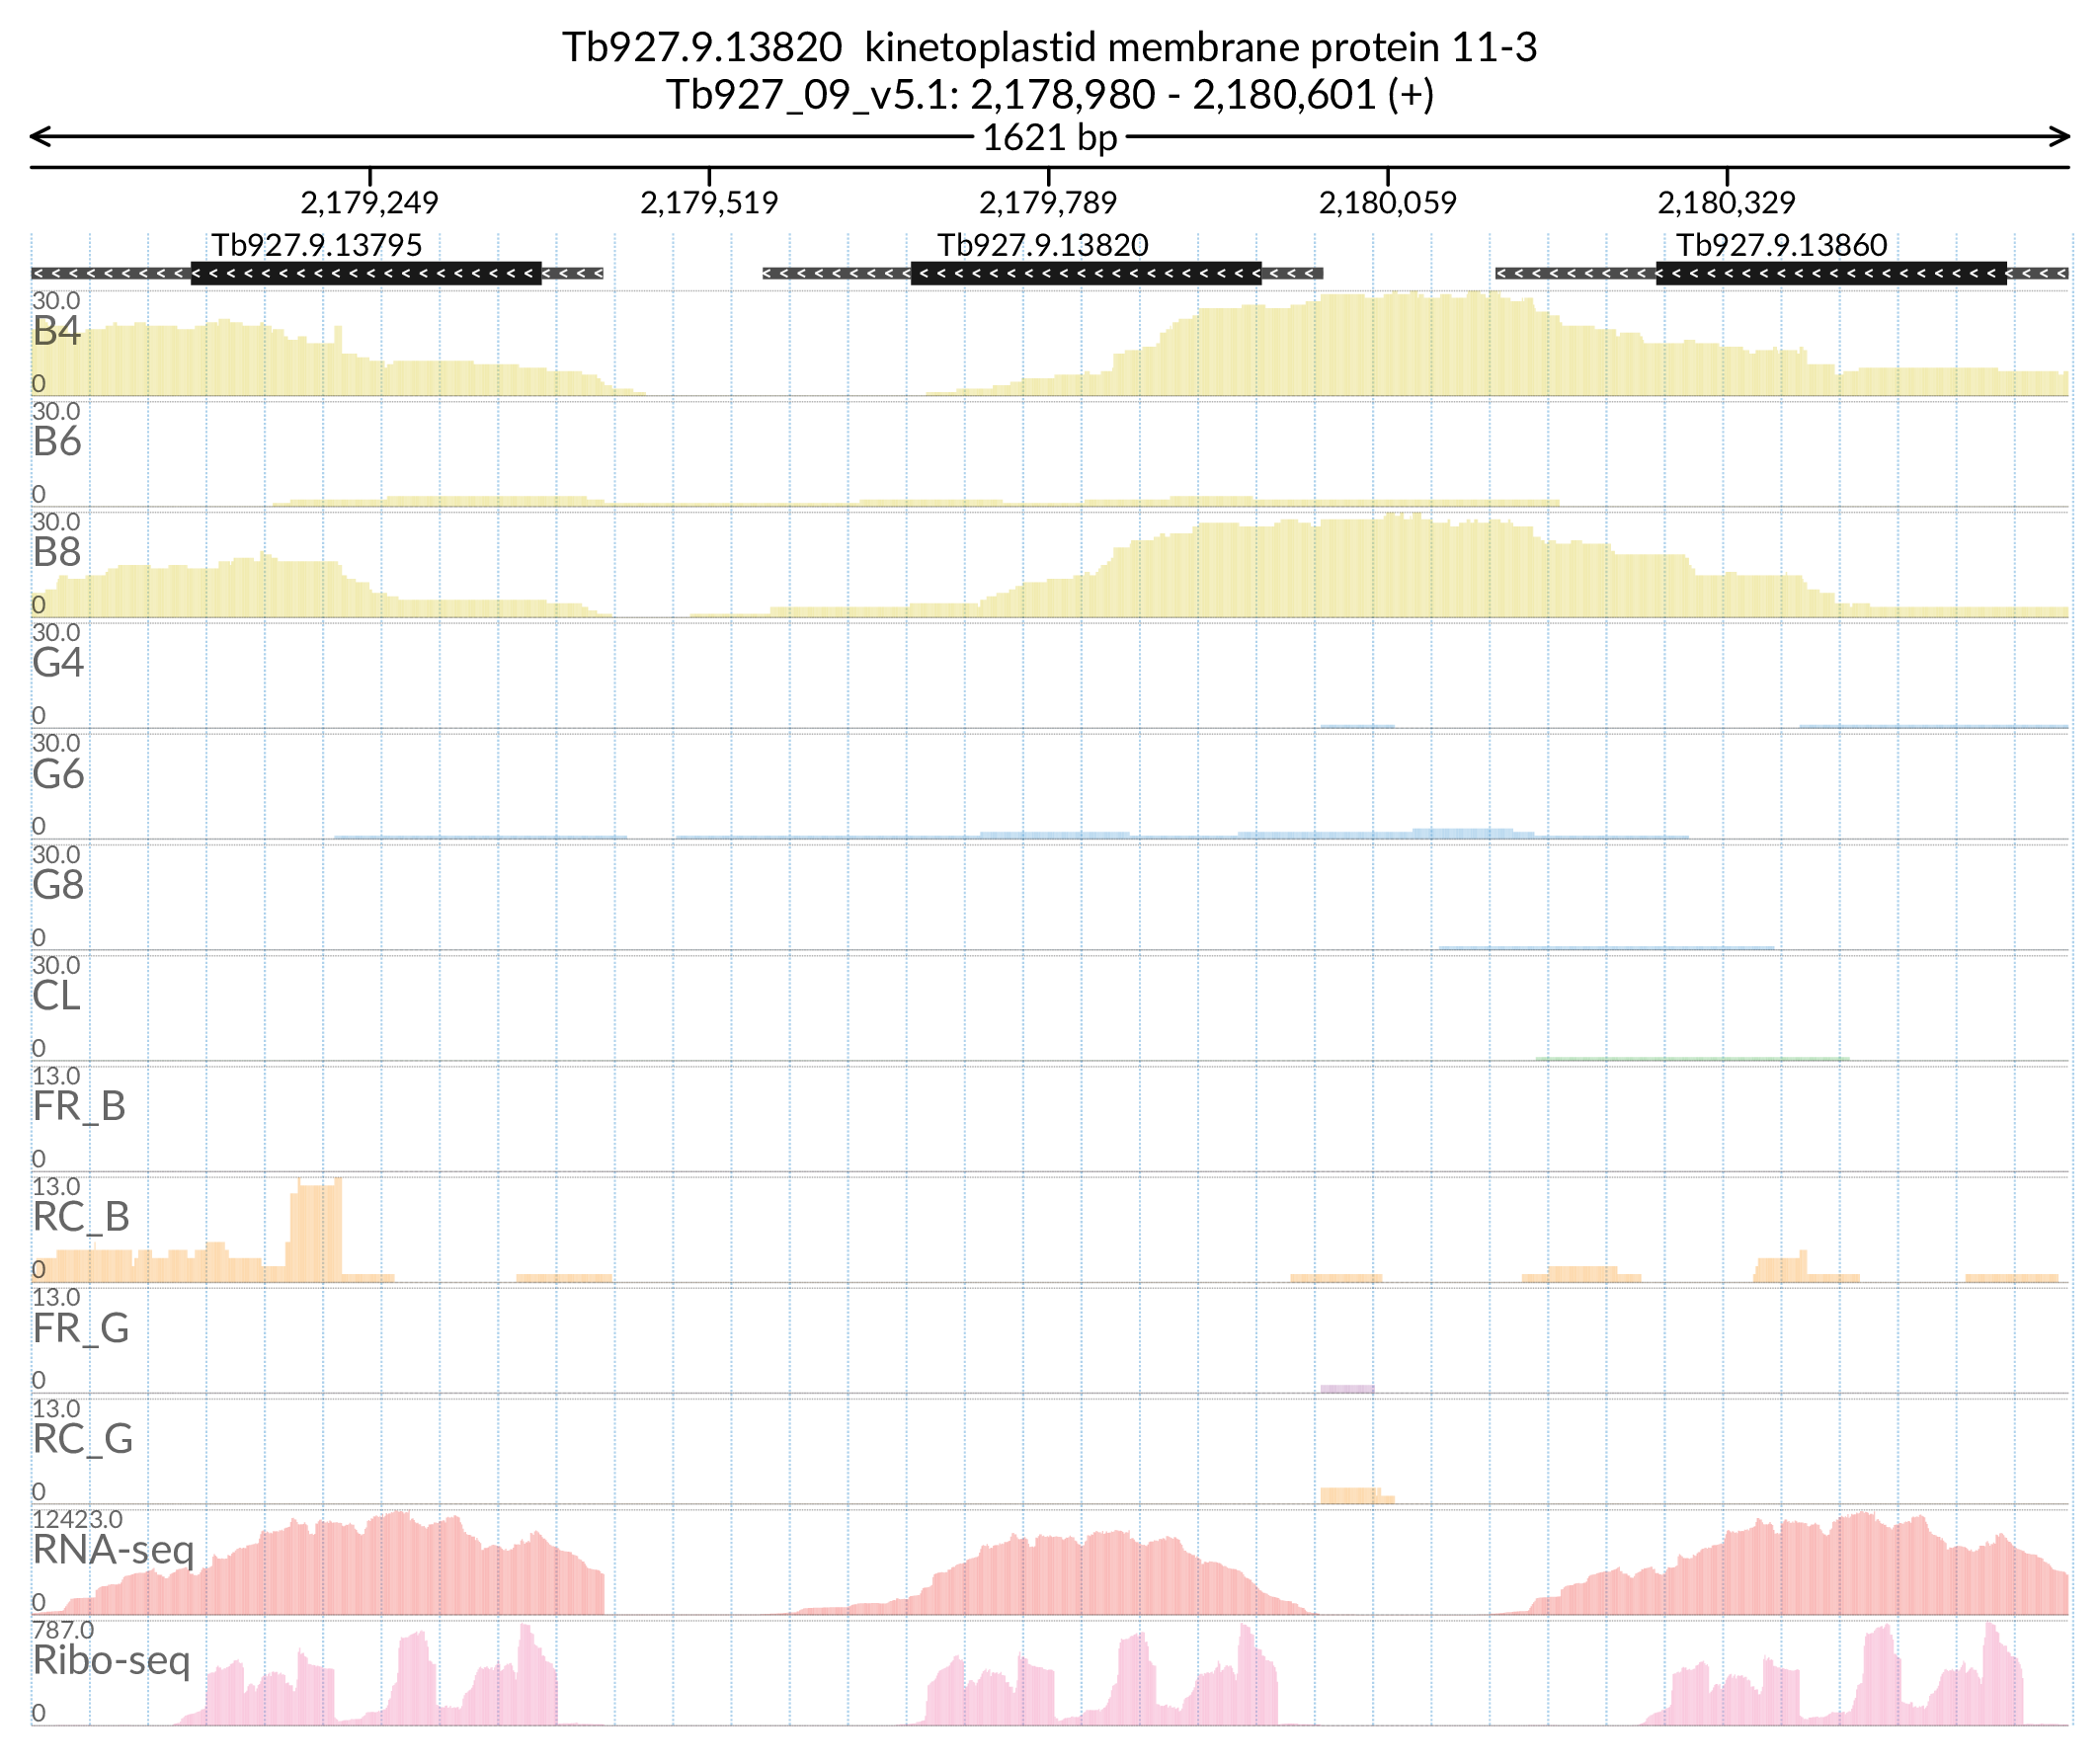 Tb927.9.13820  kinetoplastid membrane protein 11-3
Tb927_09_v5.1: 2,178,980 - 2,180,601 (+)
1621 bp
2,179,249 2,179,519 2,179,789 2,180,059 2,180,329
Tb927.9.13795 Tb927.9.13820 Tb927.9.13860
30.0
B4
0
30.0
B6
0
30.0
B8
0
30.0
G4
0
30.0
G6
0
30.0
G8
0
30.0
CL
0
13.0
FR_B
0
13.0
RC_B
0
13.0
FR_G
0
13.0
RC_G
0
12423.0
RNA-seq
0
787.0
Ribo-seq
0